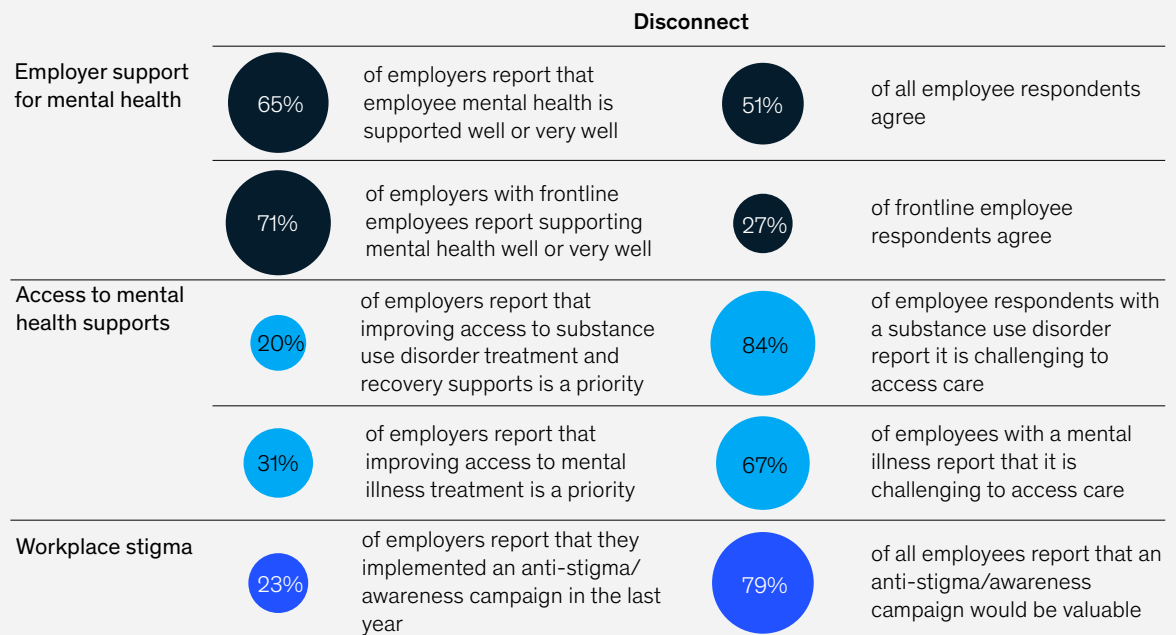 Disconnect
Employer support
for mental health
65%
of employers report that
employee mental health is
supported well or very well
51%
of all employee respondents
agree
71%
of employers with frontline
employees report supporting
mental health well or very well
27%
of frontline employee
respondents agree
Access to mental
health supports
20%
of employers report that
improving access to substance
use disorder treatment and
recovery supports is a priority
84%
of employee respondents with
a substance use disorder
report it is challenging to
access care
31%
of employers report that
improving access to mental
illness treatment is a priority
67%
of employees with a mental
illness report that it is
challenging to access care
Workplace stigma
23%
of employers report that they
implemented an anti-stigma/
awareness campaign in the last
year
79%
of all employees report that an
anti-stigma/awareness
campaign would be valuable